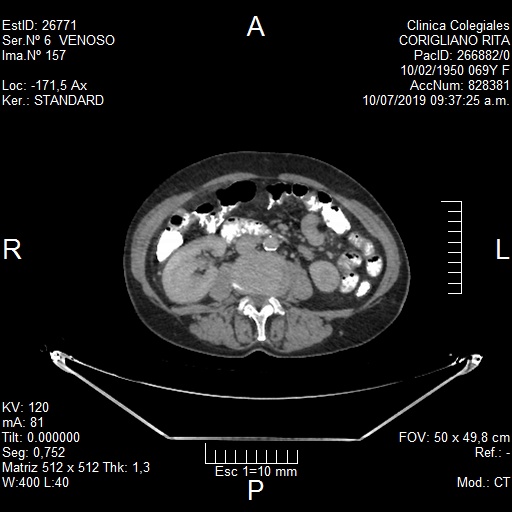 EstID: 26771
Ser.Nº 6  VENOSO
Ima.Nº 157
Loc: -171,5 Ax
Ker.: STANDARD
A
Clinica Colegiales
CORIGLIANO RITA
PacID: 266882/0
10/02/1950 069Y F
AccNum: 828381
10/07/2019 09:37:25 a.m.
R
L
KV: 120
mA: 81
Tilt: 0.000000
Seg: 0,752
Matriz 512 x 512 Thk: 1,3
W:400 L:40
Esc 1=10 mm
P
FOV: 50 x 49,8 cm
Ref.: -
Mod.: CT